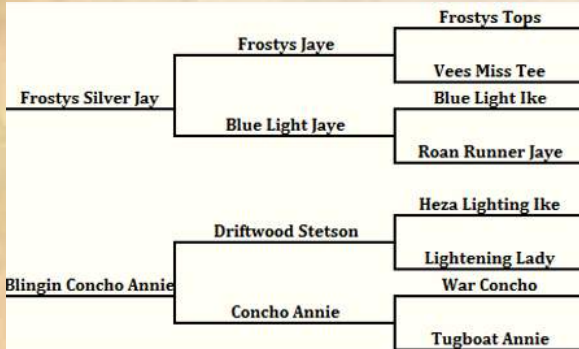 Frostys Tops
Frostys Jaye
Vees Miss Tee
Frostys Silver Jay
Blue Light Ike
Blue Light Jaye
Roan Runner Jaye
Heza Lighting Ike
Driftwood Stetson
Lightening Lady
Blingin Concho Annie
War Concho
Concho Annie
Tugboat Annie